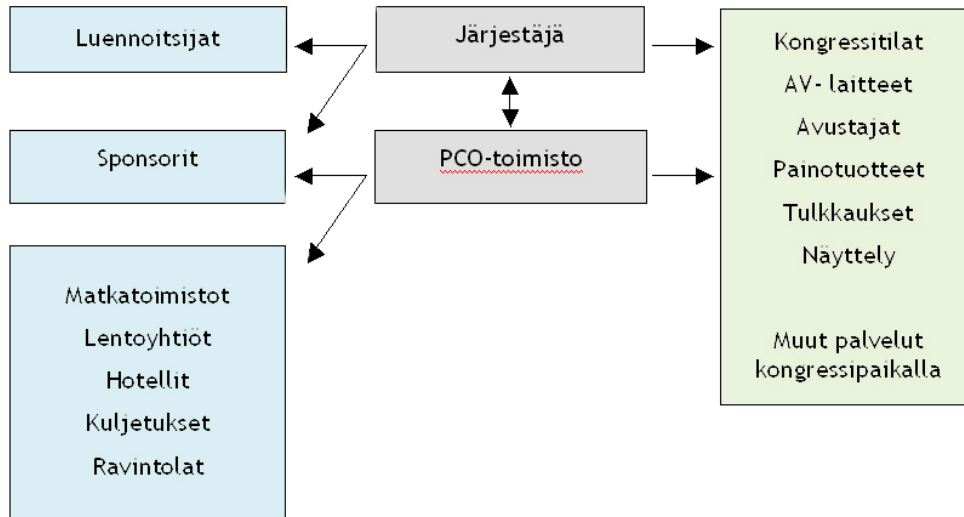 Luennoitsijat
Järjestäjä
Sponsorit
PCO-toimisto
Matkatoimistot
Lentoyhtiöt
Hotellit
Kuljetukset
Ravintolat
Kongressitilat
AV- laitteet
Avustajat
Painotuotteet
Tulkkaukset
Näyttely
Muut palvelut
kongressipaikalla